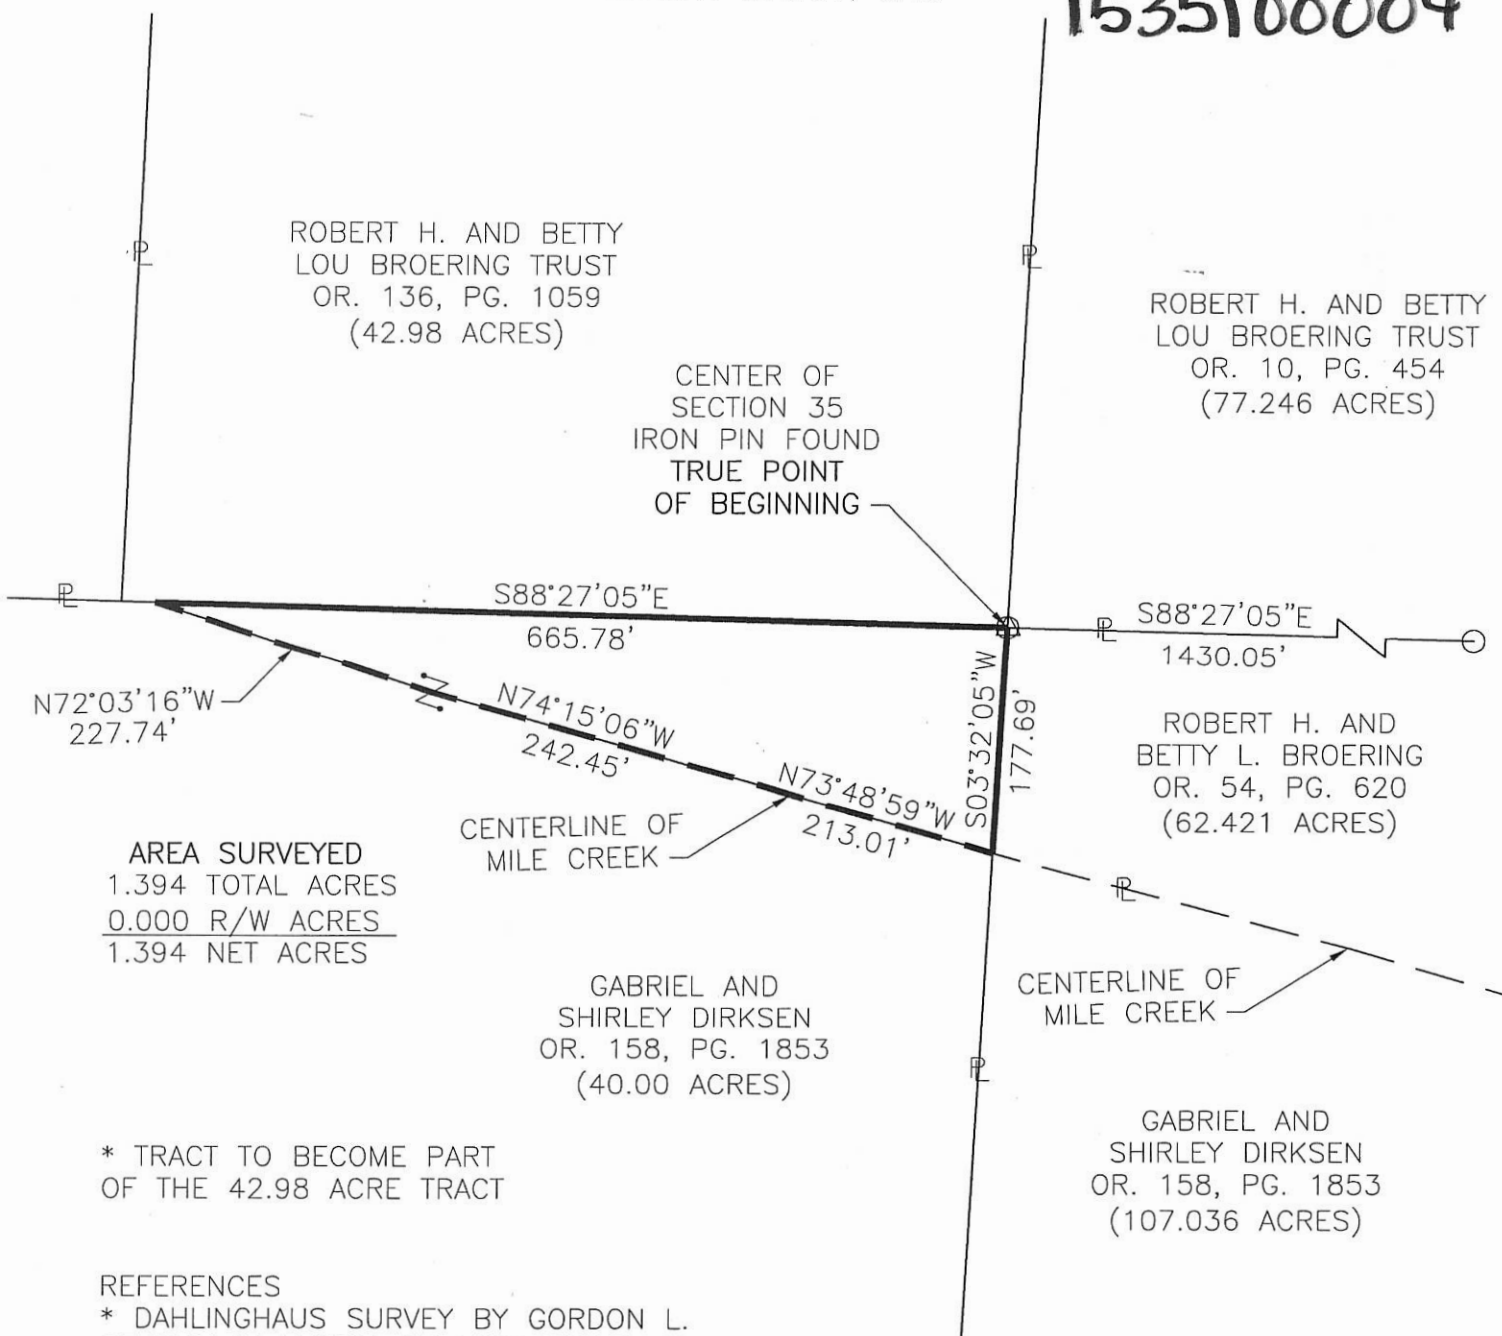 1535100004
ROBERT H. AND BETTY
LOU BROERING TRUST
OR. 136, PG. 1059
(42.98 ACRES)
ROBERT H. AND BETTY
LOU BROERING TRUST
OR. 10, PG. 454
(77.246 ACRES)
CENTER OF
SECTION 35
IRON PIN FOUND
TRUE POINT
OF BEGINNING
PL
PL
PL
S88°27'05"E
665.78'
PL
S88°27'05"E
1430.05'
N72°03'16"W
227.74'
N74°15'06"W
242.45'
N73°48'59"W
213.01'
S03°32'05"W
177.69'
ROBERT H. AND
BETTY L. BROERING
OR. 54, PG. 620
(62.421 ACRES)
CENTERLINE OF
MILE CREEK
AREA SURVEYED
1.394 TOTAL ACRES
0.000 R/W ACRES
1.394 NET ACRES
PL
CENTERLINE OF
MILE CREEK
GABRIEL AND
SHIRLEY DIRKSEN
OR. 158, PG. 1853
(40.00 ACRES)
PL
GABRIEL AND
SHIRLEY DIRKSEN
OR. 158, PG. 1853
(107.036 ACRES)
* TRACT TO BECOME PART
OF THE 42.98 ACRE TRACT
REFERENCES
* DAHLINGHAUS SURVEY BY GORDON L.